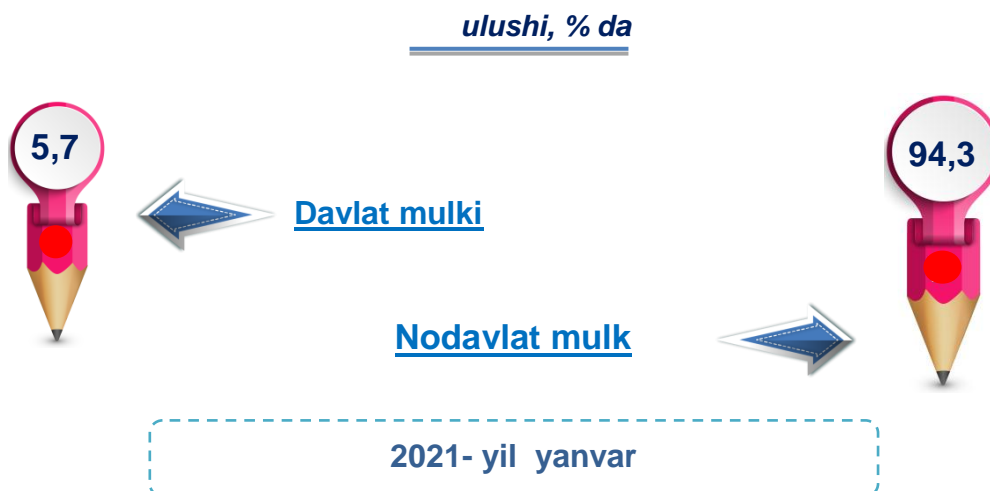 ulushi, % da
5,7
94,3
Davlat mulki
Nodavlat mulk
2021- yil yanvar